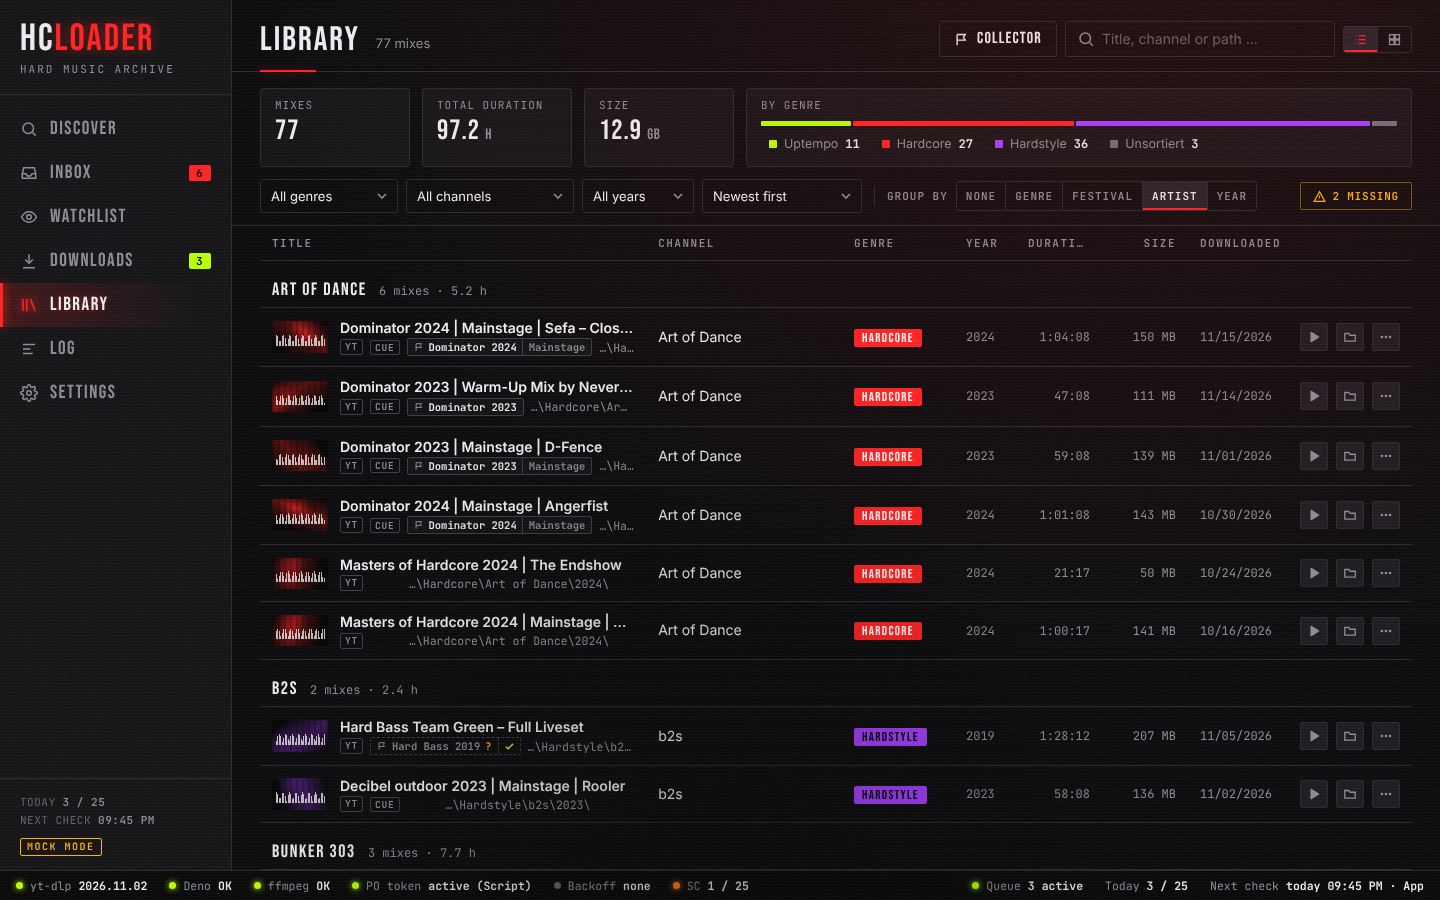 HCLOADER
HARD MUSIC ARCHIVE
DISCOVER
INBOX 6
WATCHLIST
DOWNLOADS 3
LIBRARY
LOG
SETTINGS
TODAY 3 / 25
NEXT CHECK 09:45 PM
MOCK MODE
LIBRARY 77 mixes
COLLECTOR
Title, channel or path ...
MIXES
77
TOTAL DURATION
97.2 H
SIZE
12.9 GB
BY GENRE
Uptempo 11 Hardcore 27 Hardstyle 36 Unsortiert 3
All genres All channels All years Newest first GROUP BY NONE GENRE FESTIVAL ARTIST YEAR 2 MISSING
TITLE CHANNEL GENRE YEAR DURATI… SIZE DOWNLOADED
ART OF DANCE 6 mixes · 5.2 h
Dominator 2024 | Mainstage | Sefa – Clos…
YT CUE Dominator 2024 Mainstage …\Ha…
Art of Dance HARDCORE 2024 1:04:08 150 MB 11/15/2026
Dominator 2023 | Warm-Up Mix by Never…
YT CUE Dominator 2023 …\Hardcore\Ar…
Art of Dance HARDCORE 2023 47:08 111 MB 11/14/2026
Dominator 2023 | Mainstage | D-Fence
YT CUE Dominator 2023 Mainstage …\Ha…
Art of Dance HARDCORE 2023 59:08 139 MB 11/01/2026
Dominator 2024 | Mainstage | Angerfist
YT CUE Dominator 2024 Mainstage …\Ha…
Art of Dance HARDCORE 2024 1:01:08 143 MB 10/30/2026
Masters of Hardcore 2024 | The Endshow
YT …\Hardcore\Art of Dance\2024\
Art of Dance HARDCORE 2024 21:17 50 MB 10/24/2026
Masters of Hardcore 2024 | Mainstage | …
YT …\Hardcore\Art of Dance\2024\
Art of Dance HARDCORE 2024 1:00:17 141 MB 10/16/2026
B2S 2 mixes · 2.4 h
Hard Bass Team Green – Full Liveset
YT Hard Bass 2019 ? …\Hardstyle\b2…
b2s HARDSTYLE 2019 1:28:12 207 MB 11/05/2026
Decibel outdoor 2023 | Mainstage | Rooler
YT CUE …\Hardstyle\b2s\2023\
b2s HARDSTYLE 2023 58:08 136 MB 11/02/2026
BUNKER 303 3 mixes · 7.7 h
yt-dlp 2026.11.02 Deno OK ffmpeg OK PO token active (Script) Backoff none SC 1 / 25 Queue 3 active Today 3 / 25 Next check today 09:45 PM · App